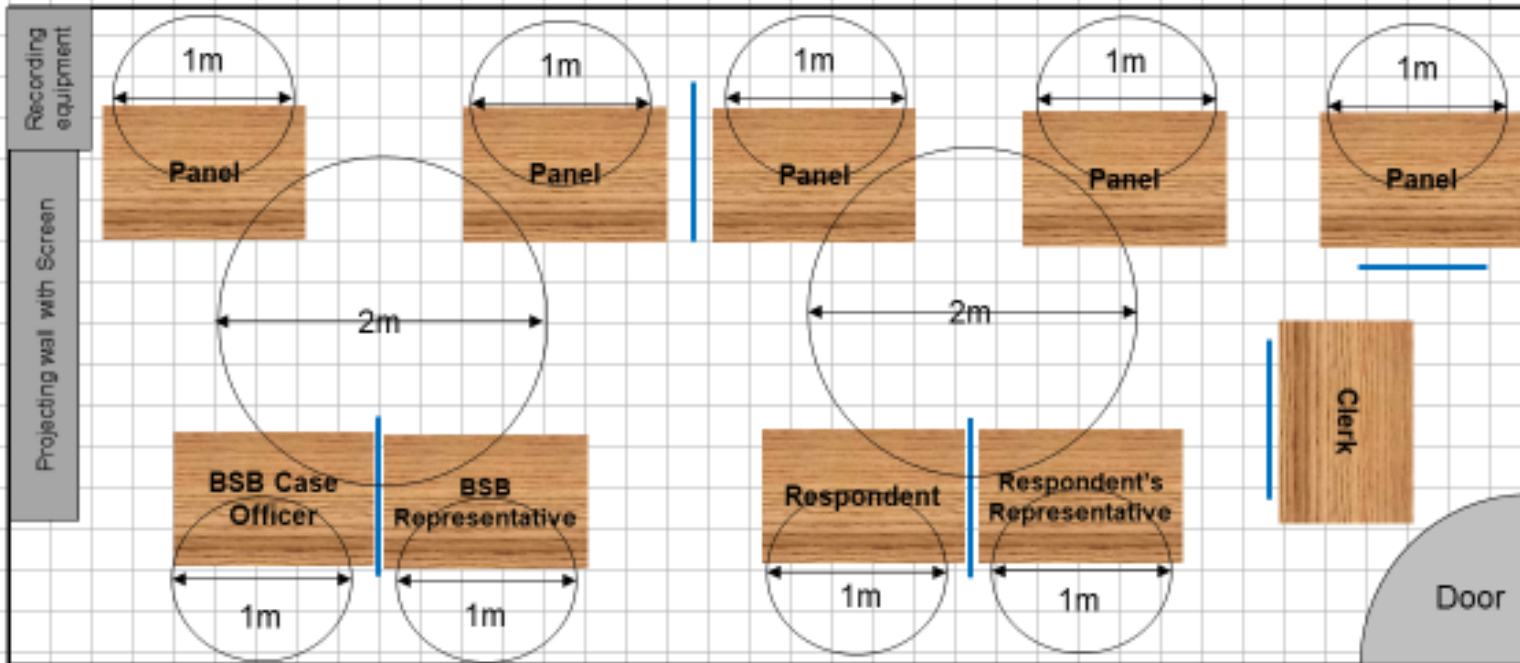 Recording
equipment
1m
1m
1m
1m
1m
Panel
Panel
Panel
Panel
Panel
Projecting wall with Screen
2m
2m
Clerk
BSB Case
Officer
BSB
Representative
Respondent
Respondent's
Representative
1m
1m
1m
1m
Door